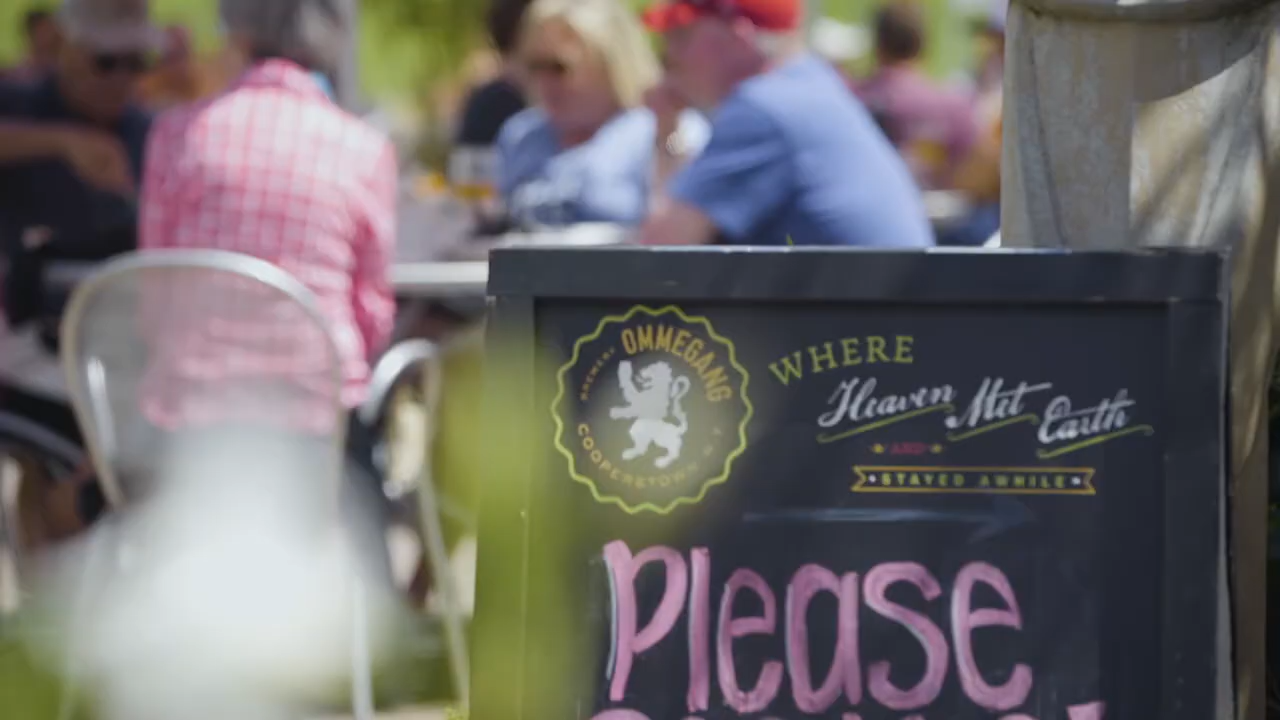 BREWERY OMMEGANG
COOPERSTOWN N.Y.
WHERE
Heaven Met Earth
AND
STAYED AWHILE
Please